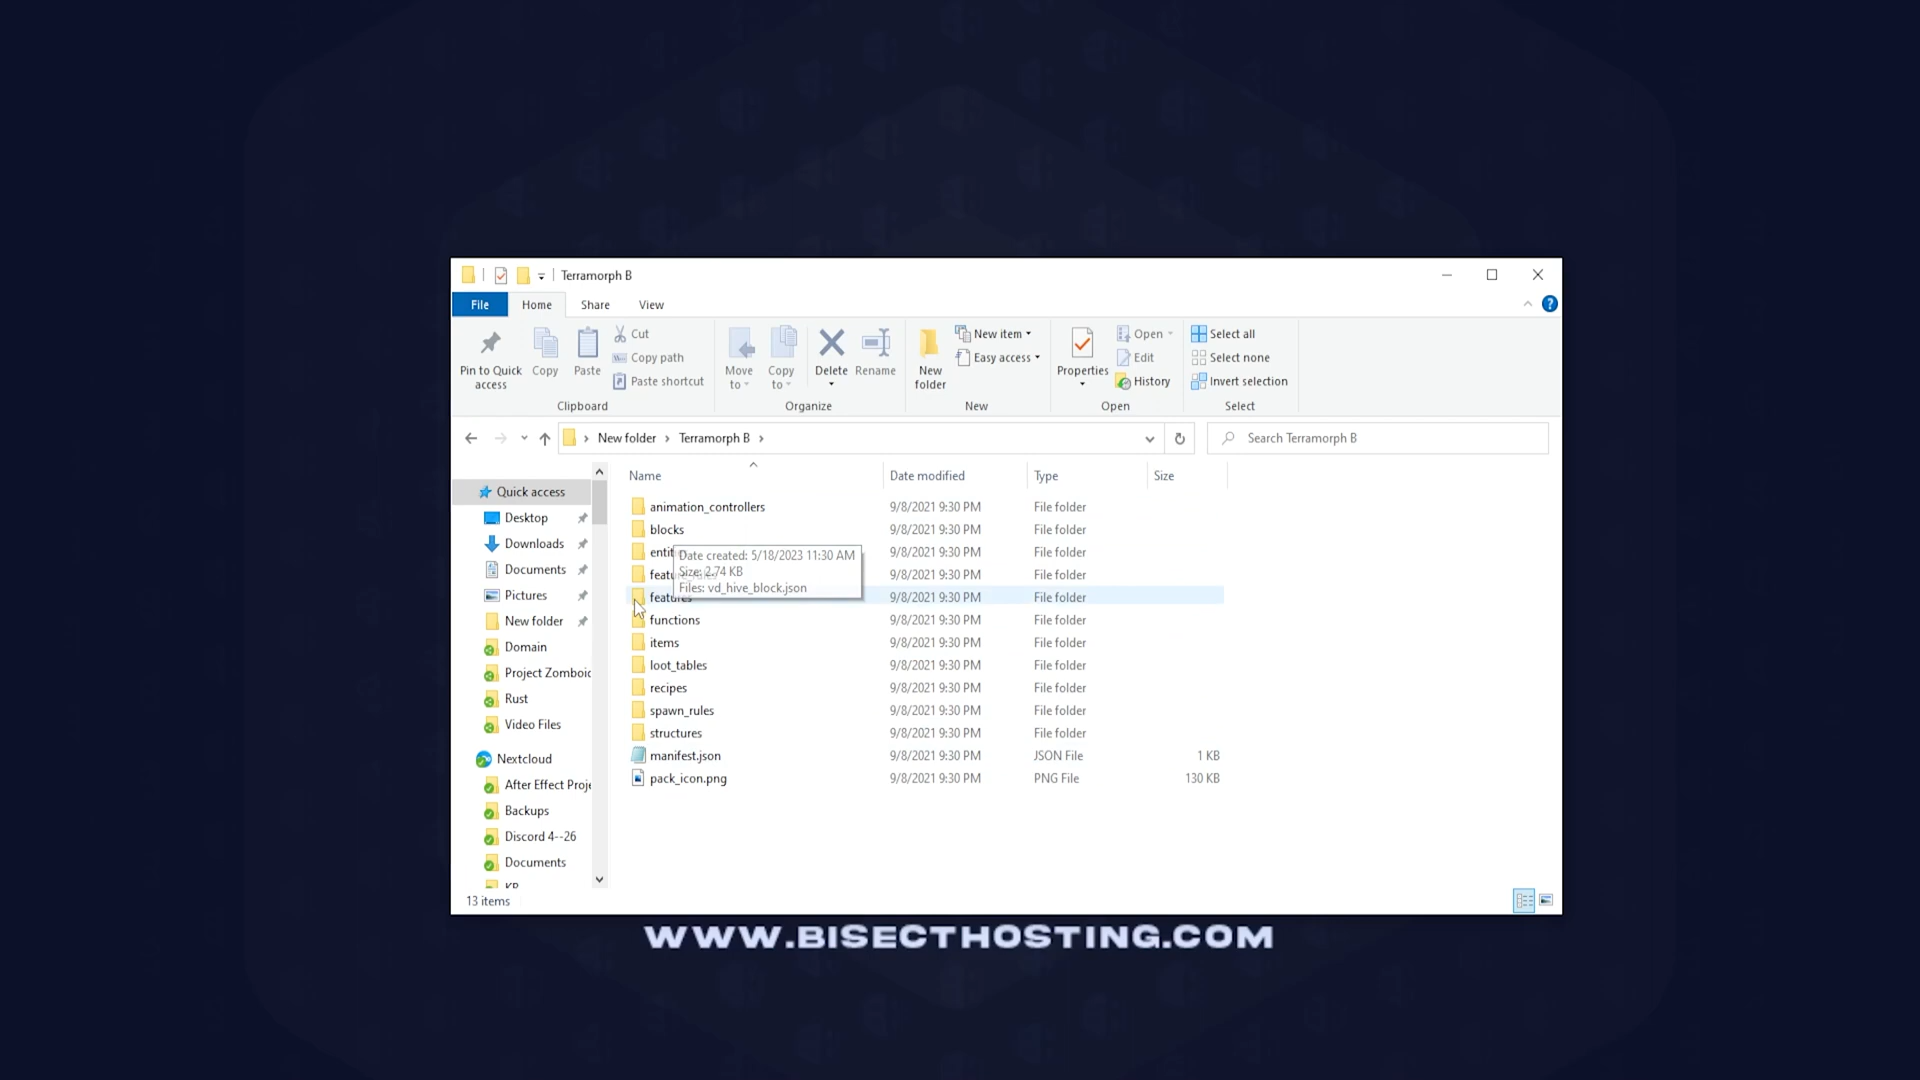 Terramorph B
File Home Share View
Pin to Quick access
Copy
Paste
Cut
Copy path
Paste shortcut
Clipboard
Move to
Copy to
Delete
Rename
Organize
New folder
New item
Easy access
New
Properties
Open
Edit
History
Open
Select all
Select none
Invert selection
Select
New folder > Terramorph B >
Search Terramorph B
Quick access
Desktop
Downloads
Documents
Pictures
New folder
Domain
Project Zomboid
Rust
Video Files
Nextcloud
After Effect Proje
Backups
Discord 4--26
Documents
KB
Name Date modified Type Size
animation_controllers 9/8/2021 9:30 PM File folder
blocks 9/8/2021 9:30 PM File folder
entit 9/8/2021 9:30 PM File folder
feature_rules 9/8/2021 9:30 PM File folder
features 9/8/2021 9:30 PM File folder
functions 9/8/2021 9:30 PM File folder
items 9/8/2021 9:30 PM File folder
loot_tables 9/8/2021 9:30 PM File folder
recipes 9/8/2021 9:30 PM File folder
spawn_rules 9/8/2021 9:30 PM File folder
structures 9/8/2021 9:30 PM File folder
manifest.json 9/8/2021 9:30 PM JSON File 1 KB
pack_icon.png 9/8/2021 9:30 PM PNG File 130 KB
Date created: 5/18/2023 11:30 AM
Size: 2.74 KB
Files: vd_hive_block.json
13 items
WWW.BISECTHOSTING.COM